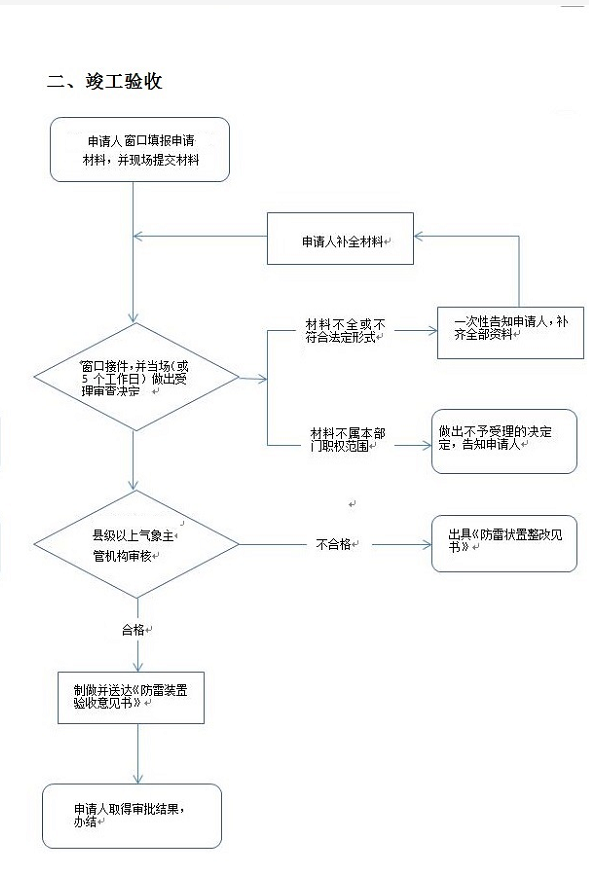 二、竣工验收
申请人窗口填报申请
材料，并现场提交材料
申请人补全材料
材料不全或不
符合法定形式
一次性告知申请人，补
齐全部资料
窗口接件，并当场（或
5 个工作日）做出受
理审查决定
材料不属本部
门职权范围
做出不予受理的决定
定，告知申请人
县级以上气象主
管机构审核
不合格
出具《防雷状置整改见
书》
合格
制做并送达《防雷装置
验收意见书》
申请人取得审批结果，
办结